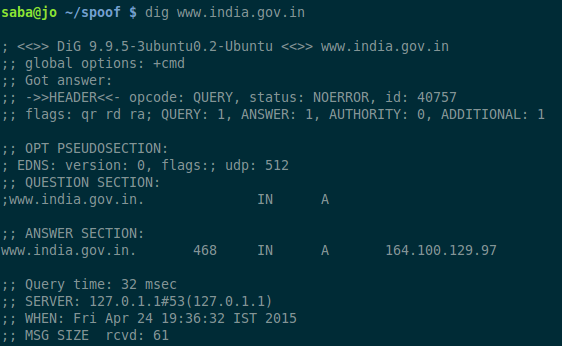 saba@jo ~/spoof $ dig www.india.gov.in
; <<>> DiG 9.9.5-3ubuntu0.2-Ubuntu <<>> www.india.gov.in
;; global options: +cmd
;; Got answer:
;; ->>HEADER<<- opcode: QUERY, status: NOERROR, id: 40757
;; flags: qr rd ra; QUERY: 1, ANSWER: 1, AUTHORITY: 0, ADDITIONAL: 1
;; OPT PSEUDOSECTION:
; EDNS: version: 0, flags:; udp: 512
;; QUESTION SECTION:
;www.india.gov.in. IN A
;; ANSWER SECTION:
www.india.gov.in. 468 IN A 164.100.129.97
;; Query time: 32 msec
;; SERVER: 127.0.1.1#53(127.0.1.1)
;; WHEN: Fri Apr 24 19:36:32 IST 2015
;; MSG SIZE rcvd: 61